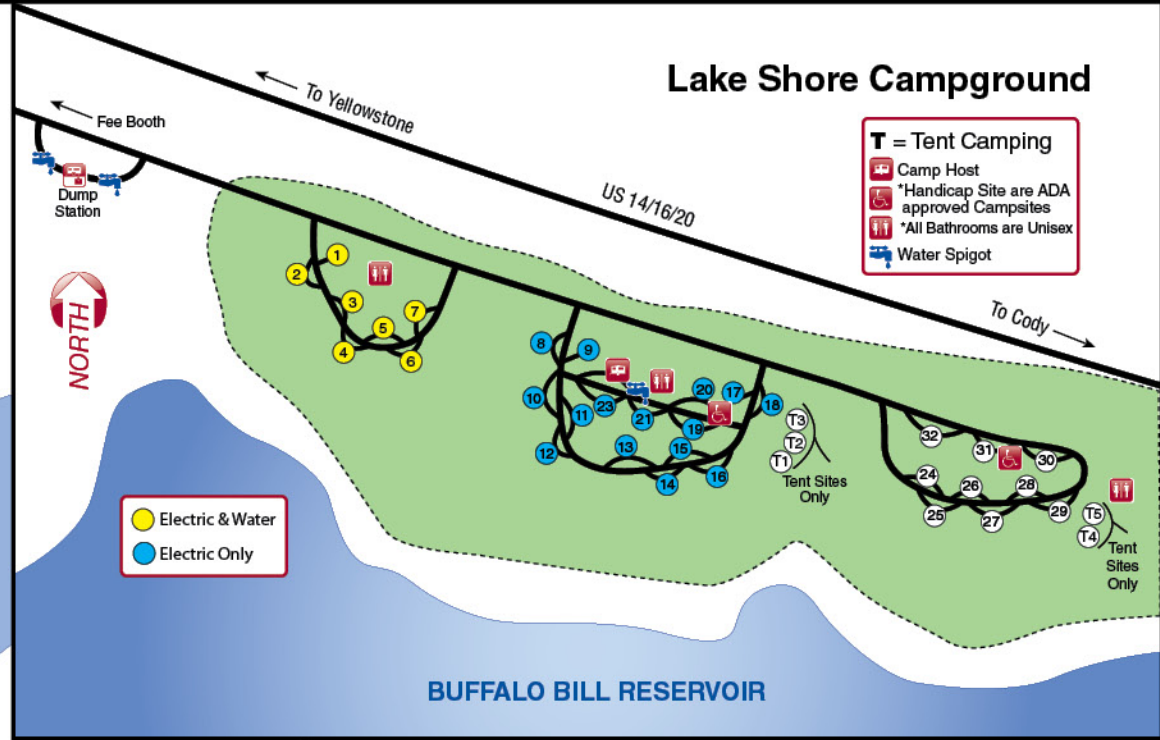 Lake Shore Campground
To Yellowstone
Fee Booth
Dump
Station
US 14/16/20
To Cody
T = Tent Camping
Camp Host
*Handicap Site are ADA
approved Campsites
*All Bathrooms are Unisex
Water Spigot
NORTH
1
2
3
4
5
6
7
8
9
10
11
12
13
14
15
16
17
18
19
20
21
23
T3
T2
T1
Tent Sites
Only
32
31
30
24
25
26
27
28
29
T5
T4
Tent
Sites
Only
Electric & Water
Electric Only
BUFFALO BILL RESERVOIR